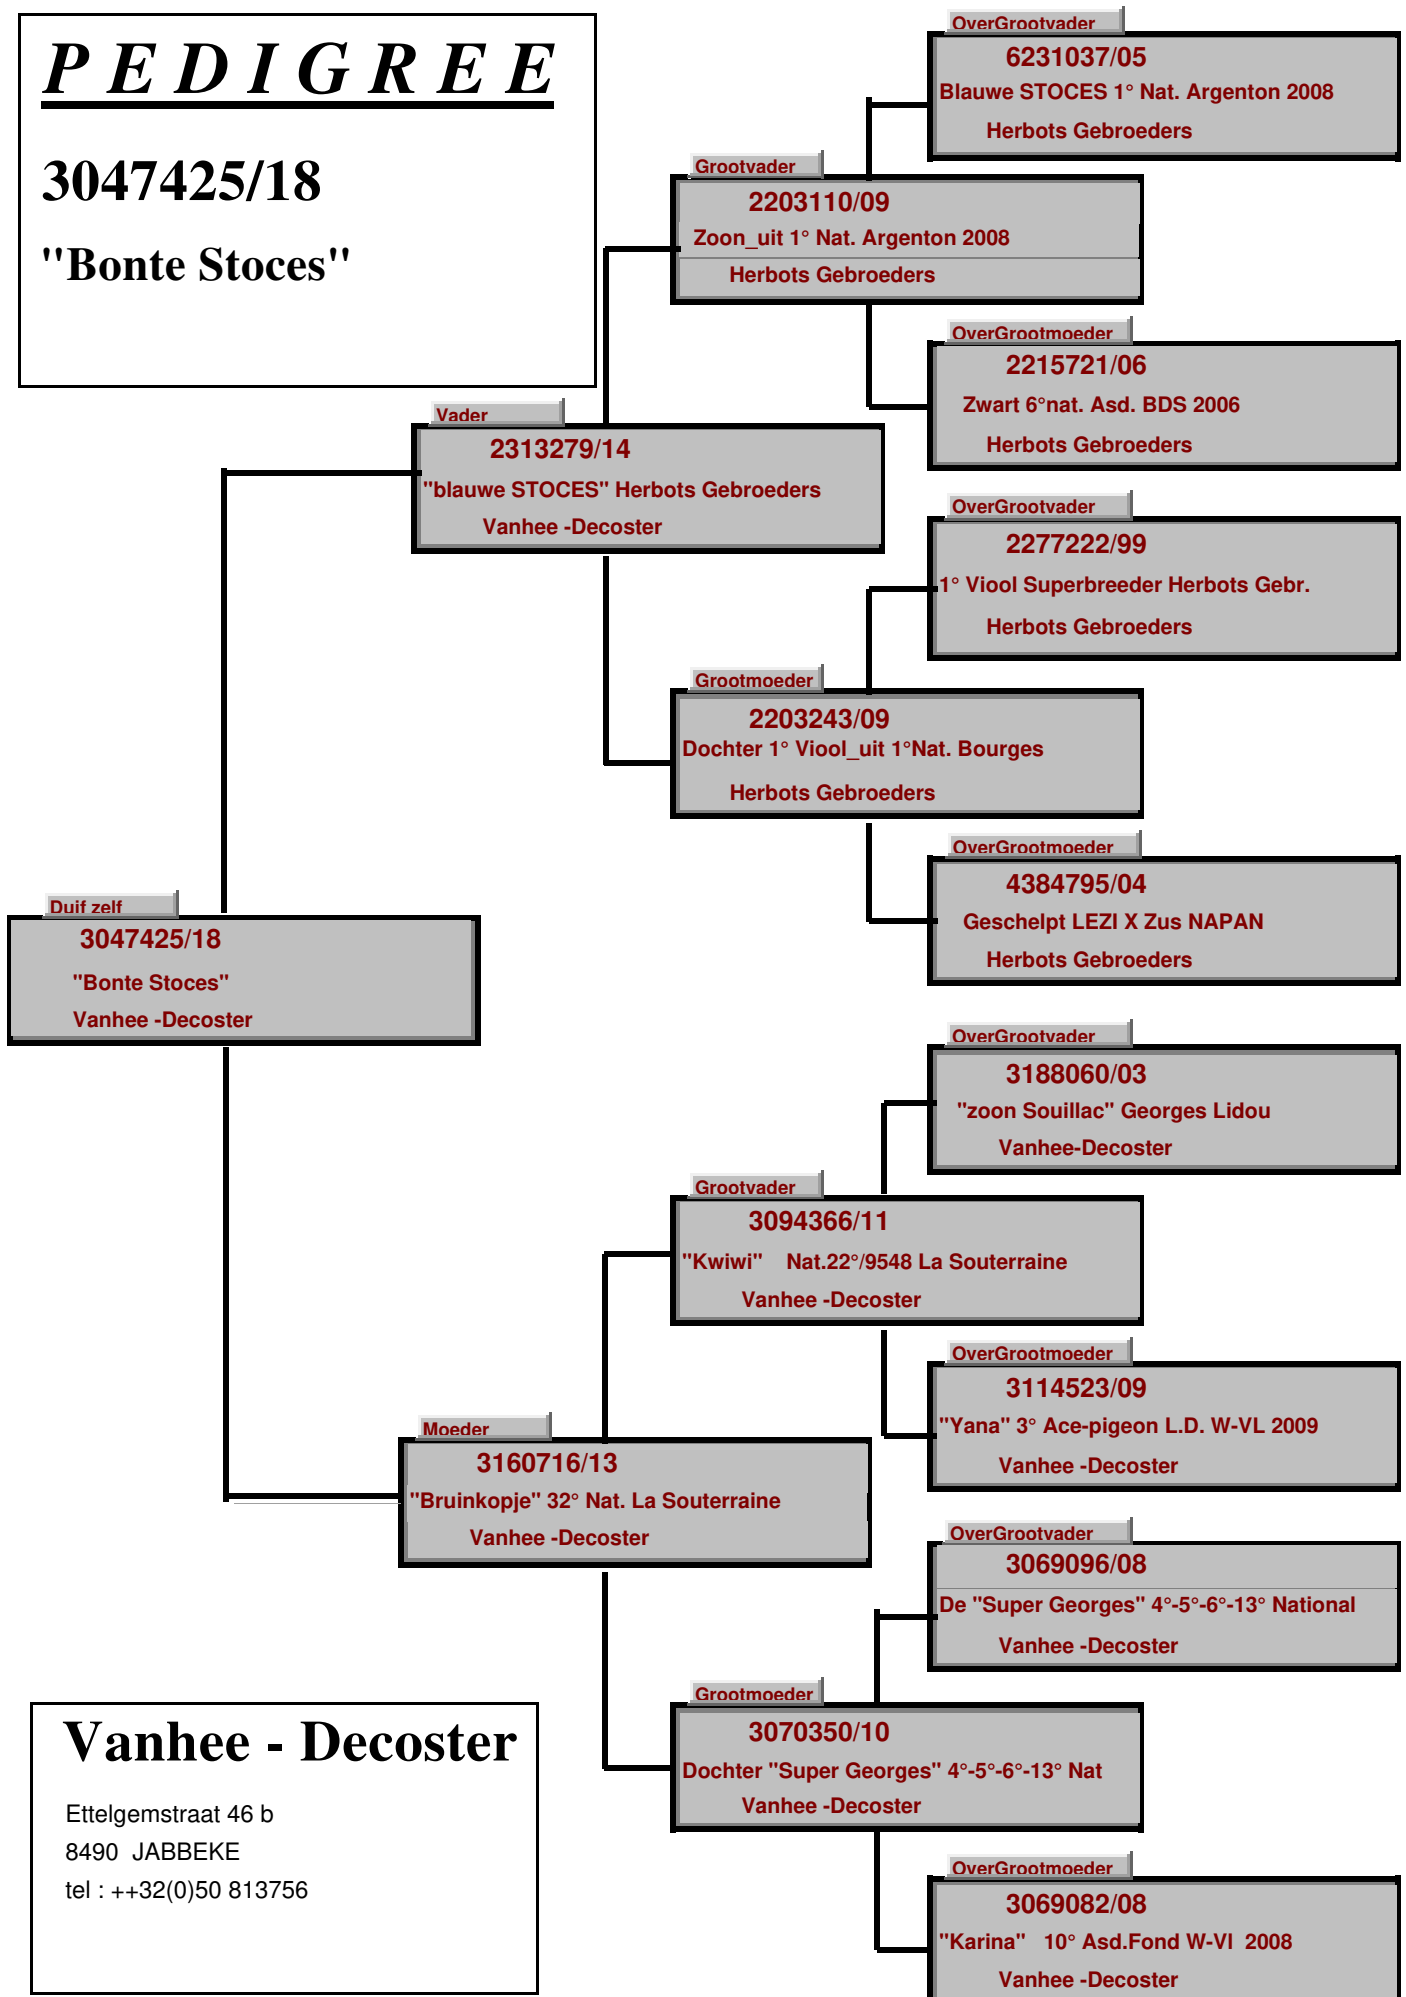 P E D I G R E E
3047425/18
"Bonte Stoces"
OverGrootvader
6231037/05
Blauwe STOCES 1° Nat. Argenton 2008
Herbots Gebroeders
Grootvader
2203110/09
Zoon_uit 1° Nat. Argenton 2008
Herbots Gebroeders
OverGrootmoeder
2215721/06
Zwart 6°nat. Asd. BDS 2006
Herbots Gebroeders
Vader
2313279/14
"blauwe STOCES" Herbots Gebroeders
Vanhee -Decoster
OverGrootvader
2277222/99
1° Viool Superbreeder Herbots Gebr.
Herbots Gebroeders
Grootmoeder
2203243/09
Dochter 1° Viool_uit 1°Nat. Bourges
Herbots Gebroeders
OverGrootmoeder
4384795/04
Geschelpt LEZI X Zus NAPAN
Herbots Gebroeders
Duif zelf
3047425/18
"Bonte Stoces"
Vanhee -Decoster
OverGrootvader
3188060/03
"zoon Souillac" Georges Lidou
Vanhee-Decoster
Grootvader
3094366/11
"Kwiwi" Nat.22°/9548 La Souterraine
Vanhee -Decoster
OverGrootmoeder
3114523/09
"Yana" 3° Ace-pigeon L.D. W-VL 2009
Vanhee -Decoster
Moeder
3160716/13
"Bruinkopje" 32° Nat. La Souterraine
Vanhee -Decoster
OverGrootvader
3069096/08
De "Super Georges" 4°-5°-6°-13° National
Vanhee -Decoster
Grootmoeder
3070350/10
Dochter "Super Georges" 4°-5°-6°-13° Nat
Vanhee -Decoster
OverGrootmoeder
3069082/08
"Karina" 10° Asd.Fond W-Vl 2008
Vanhee -Decoster
Vanhee - Decoster
Ettelgemstraat 46 b
8490 JABBEKE
tel : ++32(0)50 813756